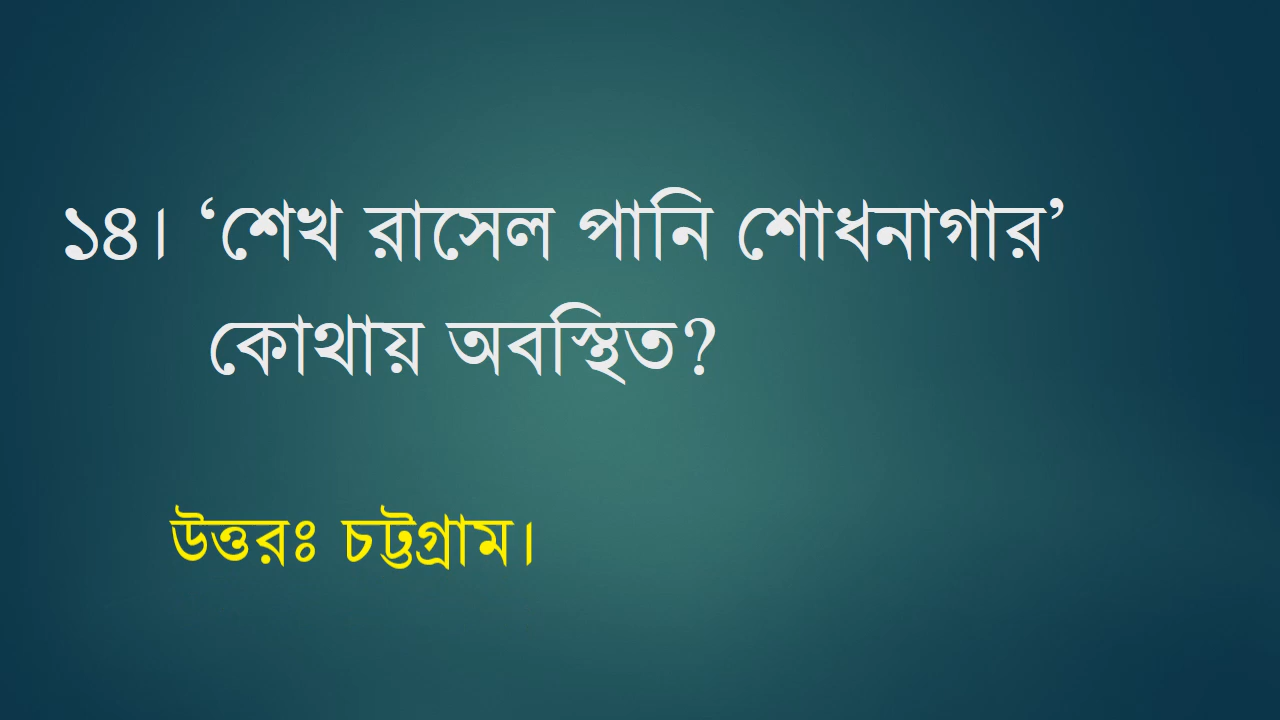 ১৪। ‘শেখ রাসেল পানি শোধনাগার’
কোথায় অবস্থিত?
উত্তরঃ চট্টগ্রাম।